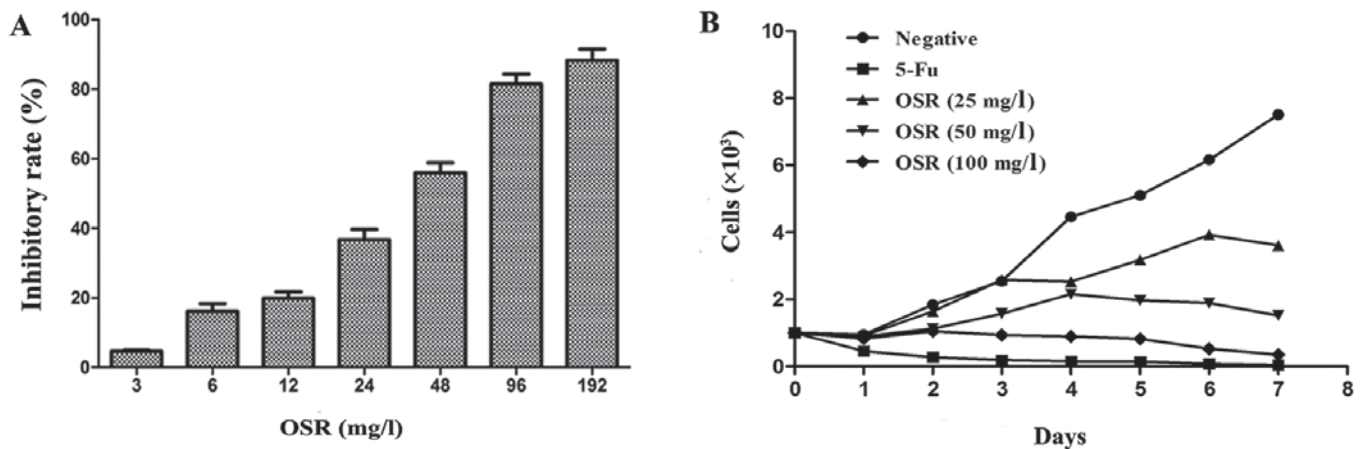 A
Inhibitory rate (%)
100
80
60
40
20
0
3 6 12 24 48 96 192
OSR (mg/l)
B
Cells (×10³)
10
8
6
4
2
0
Negative
5-Fu
OSR (25 mg/l)
OSR (50 mg/l)
OSR (100 mg/l)
0 1 2 3 4 5 6 7 8
Days